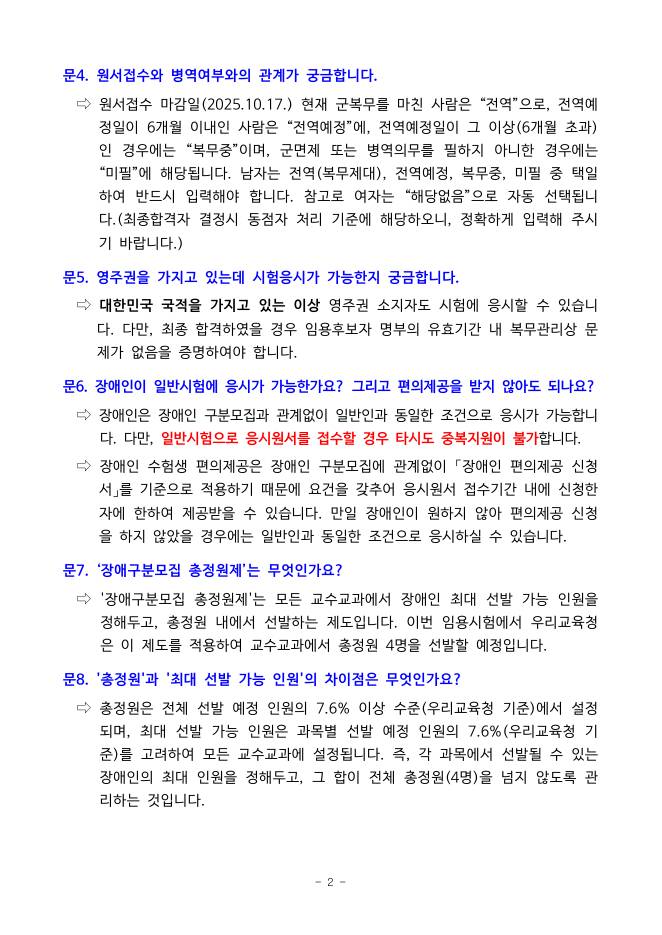 문4. 원서접수와 병역여부와의 관계가 궁금합니다.
⇨ 원서접수 마감일(2025.10.17.) 현재 군복무를 마친 사람은 “전역”으로, 전역예
정일이 6개월 이내인 사람은 “전역예정”에, 전역예정일이 그 이상(6개월 초과)
인 경우에는 “복무중”이며, 군면제 또는 병역의무를 필하지 아니한 경우에는
“미필”에 해당됩니다. 남자는 전역(복무제대), 전역예정, 복무중, 미필 중 택일
하여 반드시 입력해야 합니다. 참고로 여자는 “해당없음”으로 자동 선택됩니
다.(최종합격자 결정시 동점자 처리 기준에 해당하오니, 정확하게 입력해 주시
기 바랍니다.)
문5. 영주권을 가지고 있는데 시험응시가 가능한지 궁금합니다.
⇨ 대한민국 국적을 가지고 있는 이상 영주권 소지자도 시험에 응시할 수 있습니
다. 다만, 최종 합격하였을 경우 임용후보자 명부의 유효기간 내 복무관리상 문
제가 없음을 증명하여야 합니다.
문6. 장애인이 일반시험에 응시가 가능한가요? 그리고 편의제공을 받지 않아도 되나요?
⇨ 장애인은 장애인 구분모집과 관계없이 일반인과 동일한 조건으로 응시가 가능합니
다. 다만, 일반시험으로 응시원서를 접수할 경우 타시도 중복지원이 불가합니다.
⇨ 장애인 수험생 편의제공은 장애인 구분모집에 관계없이 「장애인 편의제공 신청
서」를 기준으로 적용하기 때문에 요건을 갖추어 응시원서 접수기간 내에 신청한
자에 한하여 제공받을 수 있습니다. 만일 장애인이 원하지 않아 편의제공 신청
을 하지 않았을 경우에는 일반인과 동일한 조건으로 응시하실 수 있습니다.
문7. ‘장애구분모집 총정원제’는 무엇인가요?
⇨ '장애구분모집 총정원제'는 모든 교수교과에서 장애인 최대 선발 가능 인원을
정해두고, 총정원 내에서 선발하는 제도입니다. 이번 임용시험에서 우리교육청
은 이 제도를 적용하여 교수교과에서 총정원 4명을 선발할 예정입니다.
문8. '총정원'과 '최대 선발 가능 인원'의 차이점은 무엇인가요?
⇨ 총정원은 전체 선발 예정 인원의 7.6% 이상 수준(우리교육청 기준)에서 설정
되며, 최대 선발 가능 인원은 과목별 선발 예정 인원의 7.6%(우리교육청 기
준)를 고려하여 모든 교수교과에 설정됩니다. 즉, 각 과목에서 선발될 수 있는
장애인의 최대 인원을 정해두고, 그 합이 전체 총정원(4명)을 넘지 않도록 관
리하는 것입니다.
- 2 -